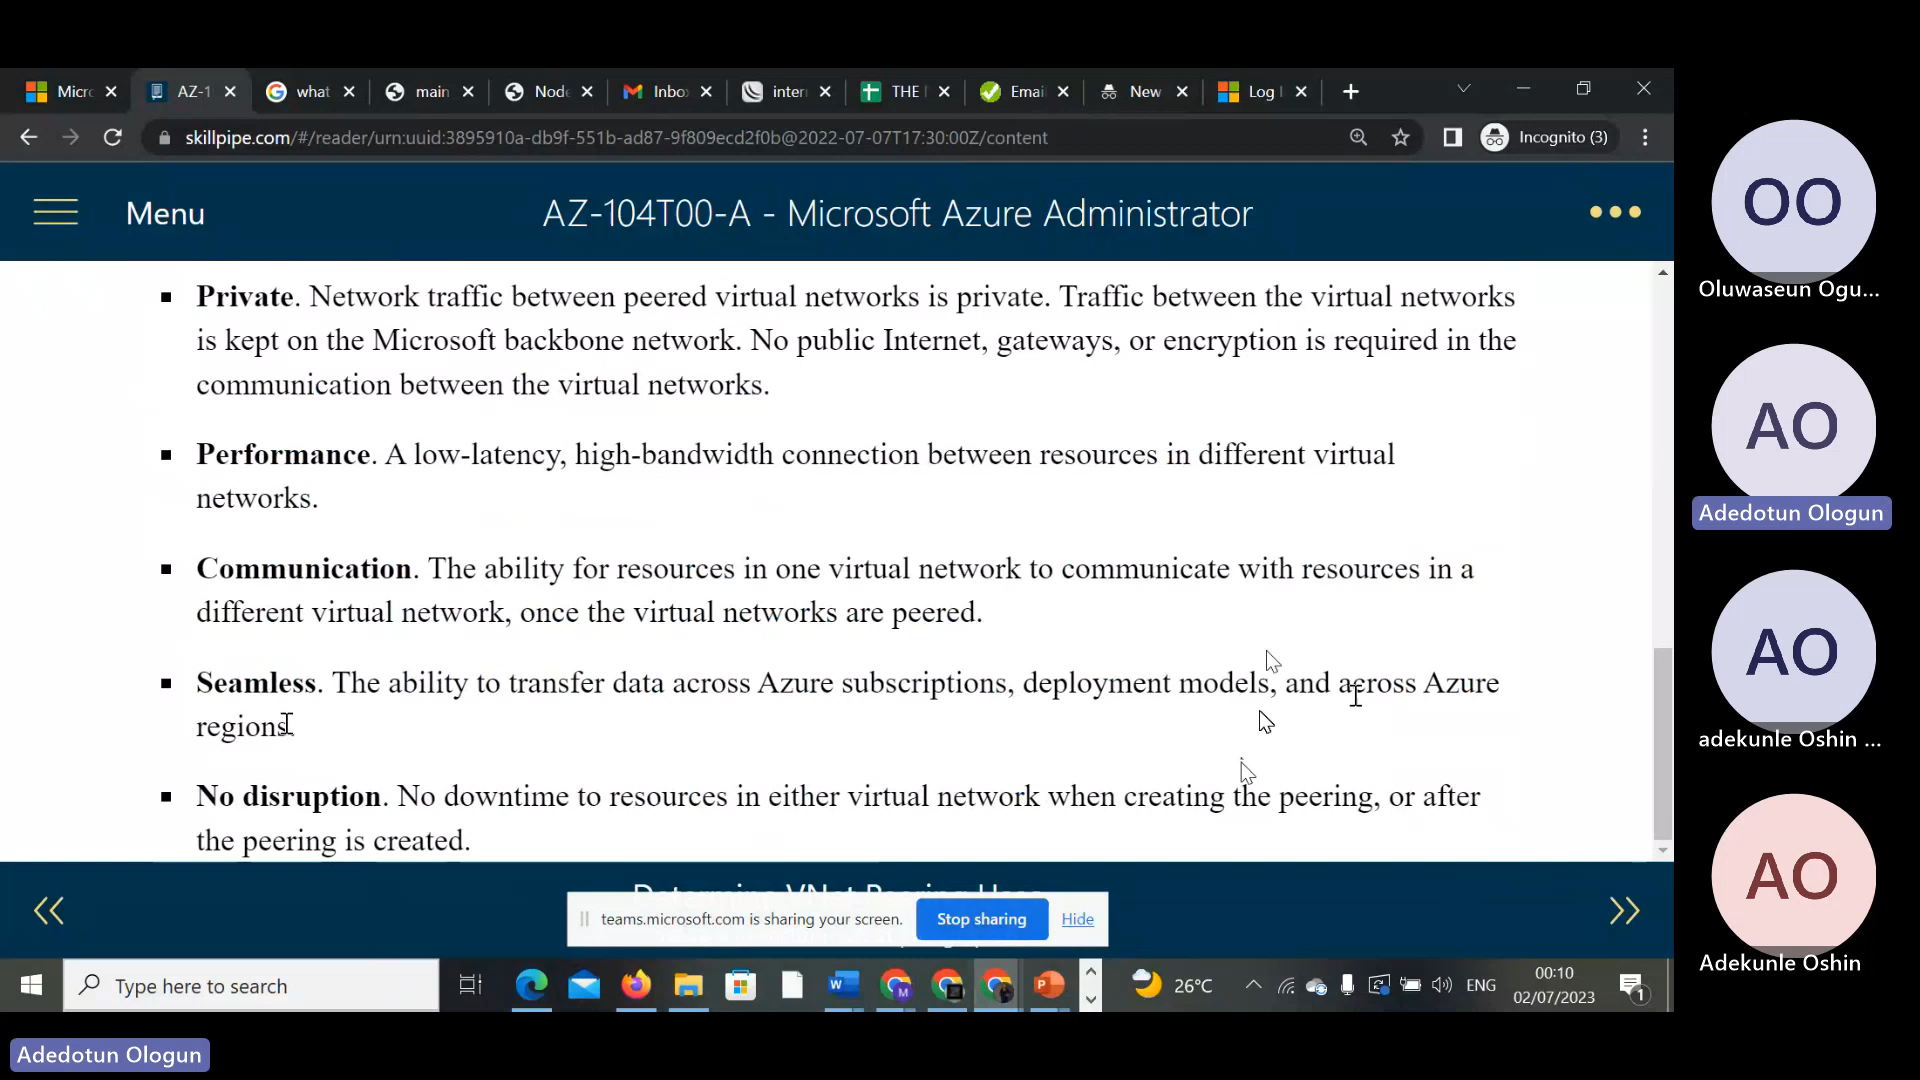 Micr
AZ-1
what
main
Node
Inbo
inter
THE
Emai
New
Log I
skillpipe.com/#/reader/urn:uuid:3895910a-db9f-551b-ad87-9f809ecd2f0b@2022-07-07T17:30:00Z/content
Incognito (3)
Menu
AZ-104T00-A - Microsoft Azure Administrator
Private. Network traffic between peered virtual networks is private. Traffic between the virtual networks
is kept on the Microsoft backbone network. No public Internet, gateways, or encryption is required in the
communication between the virtual networks.
Performance. A low-latency, high-bandwidth connection between resources in different virtual
networks.
Communication. The ability for resources in one virtual network to communicate with resources in a
different virtual network, once the virtual networks are peered.
Seamless. The ability to transfer data across Azure subscriptions, deployment models, and across Azure
regions.
No disruption. No downtime to resources in either virtual network when creating the peering, or after
the peering is created.
Determine VNet Peering Uses
teams.microsoft.com is sharing your screen.
Stop sharing
Hide
Type here to search
26°C
ENG
00:10
02/07/2023
1
OO
Oluwaseun Ogu...
AO
Adedotun Ologun
AO
adekunle Oshin ...
AO
Adekunle Oshin
Adedotun Ologun